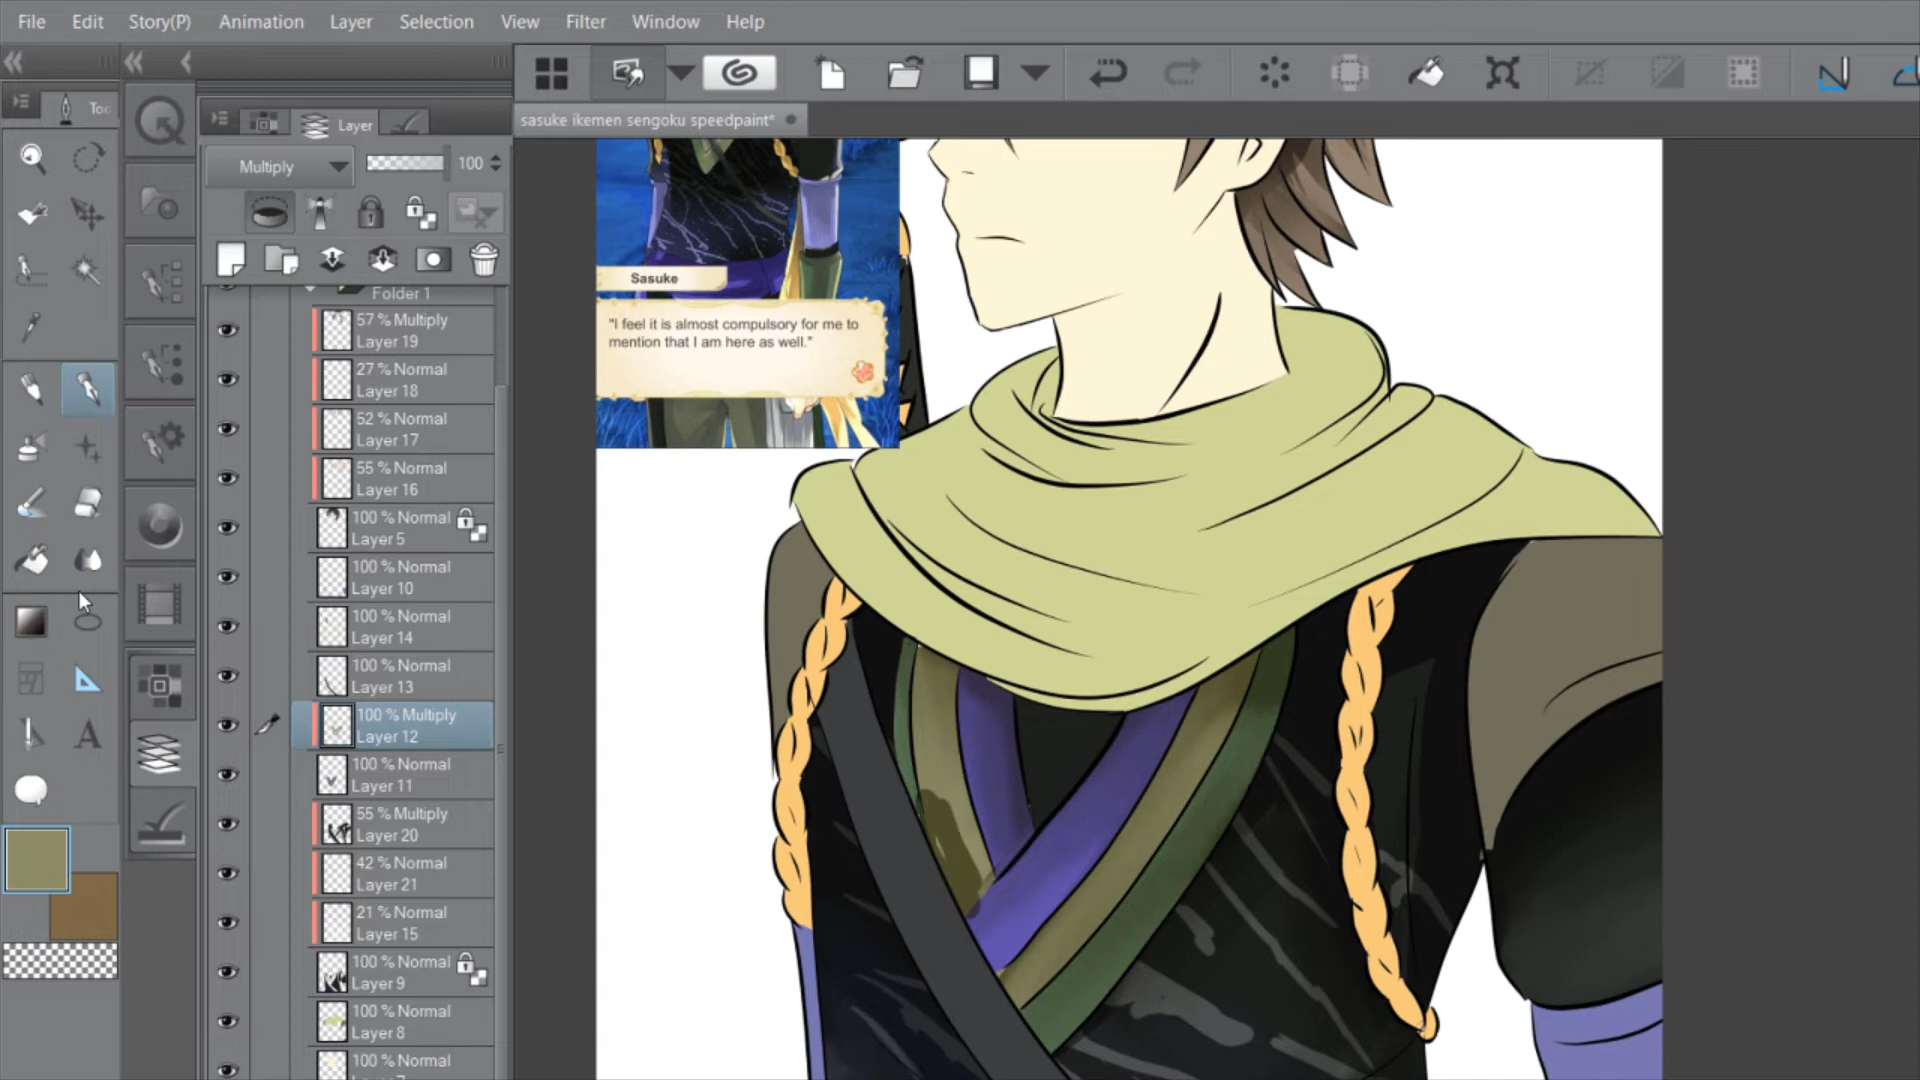 File Edit Story(P) Animation Layer Selection View Filter Window Help
Too
Layer
sasuke ikemen sengoku speedpaint*
Multiply 100
Folder 1
57 % Multiply
Layer 19
27 % Normal
Layer 18
52 % Normal
Layer 17
55 % Normal
Layer 16
100 % Normal
Layer 5
100 % Normal
Layer 10
100 % Normal
Layer 14
100 % Normal
Layer 13
100 % Multiply
Layer 12
100 % Normal
Layer 11
55 % Multiply
Layer 20
42 % Normal
Layer 21
21 % Normal
Layer 15
100 % Normal
Layer 9
100 % Normal
Layer 8
100 % Normal
Sasuke
"I feel it is almost compulsory for me to
mention that I am here as well."
A